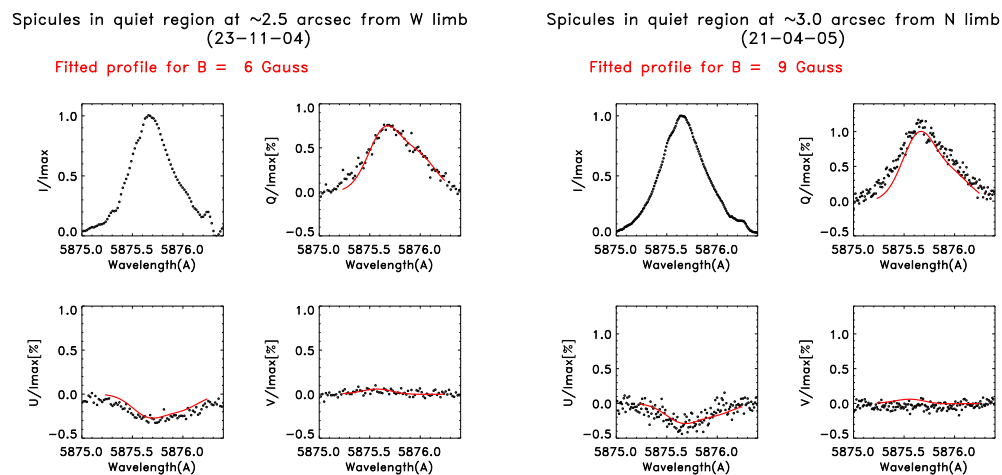 Spicules in quiet region at ~2.5 arcsec from W limb
(23-11-04)
Fitted profile for B = 6 Gauss
1.0
0.5
0.0
I/Imax
5875.0 5875.5 5876.0
Wavelength(A)
1.0
0.5
0.0
-0.5
Q/Imax[%]
5875.0 5875.5 5876.0
Wavelength(A)
1.0
0.5
0.0
-0.5
U/Imax[%]
5875.0 5875.5 5876.0
Wavelength(A)
1.0
0.5
0.0
-0.5
V/Imax[%]
5875.0 5875.5 5876.0
Wavelength(A)
Spicules in quiet region at ~3.0 arcsec from N limb
(21-04-05)
Fitted profile for B = 9 Gauss
1.0
0.5
0.0
I/Imax
5875.0 5875.5 5876.0
Wavelength(A)
1.0
0.5
0.0
-0.5
Q/Imax[%]
5875.0 5875.5 5876.0
Wavelength(A)
1.0
0.5
0.0
-0.5
U/Imax[%]
5875.0 5875.5 5876.0
Wavelength(A)
1.0
0.5
0.0
-0.5
V/Imax[%]
5875.0 5875.5 5876.0
Wavelength(A)